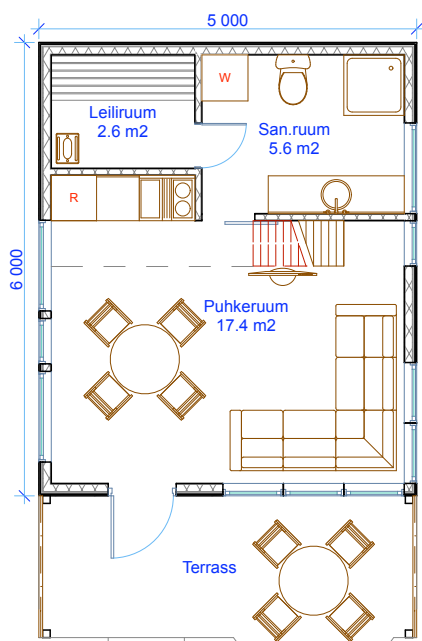 5 000
W
Leiliruum
2.6 m2
San.ruum
5.6 m2
R
6 000
Puhkeruum
17.4 m2
Terrass